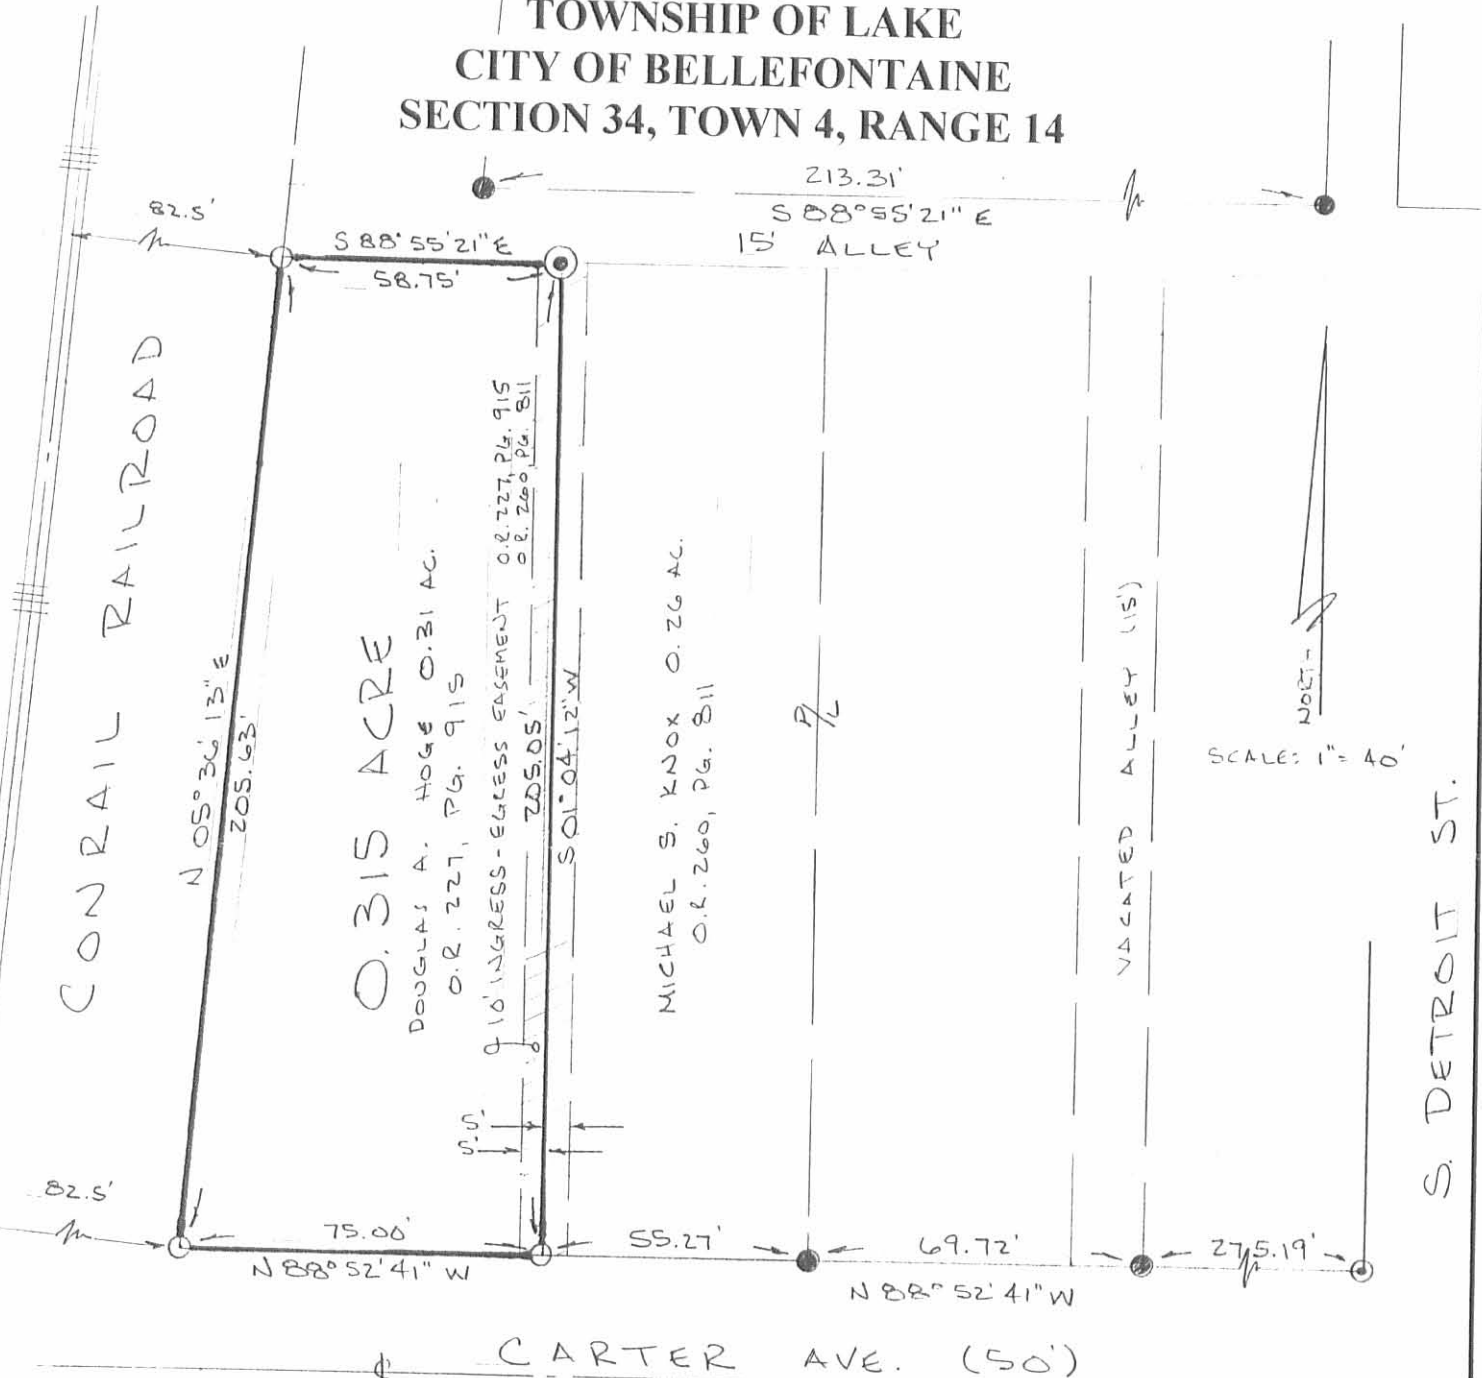 TOWNSHIP OF LAKE
CITY OF BELLEFONTAINE
SECTION 34, TOWN 4, RANGE 14
213.31'
S 88°55'21" E
15' ALLEY
82.5'
S 88°55'21" E
58.75'
CONRAIL RAILROAD
N 05°36'13" E
205.63'
0.315 ACRE
DOUGLAS A. HOGE 0.31 AC.
O.R. 227, PG. 915
10' INGRESS-EGRESS EASEMENT O.R. 227, PG. 915
O.R. 260, PG. 811
205.05'
S 01°04'12" W
MICHAEL S. KNOX 0.26 AC.
O.R. 260, PG. 811
P/L
VACATED ALLEY (15')
NORTH
SCALE: 1"= 40'
S. DETROIT ST.
5'
5'
82.5'
75.00'
N 88°52'41" W
55.27'
69.72'
275.19'
N 88°52'41" W
CARTER AVE. (50')